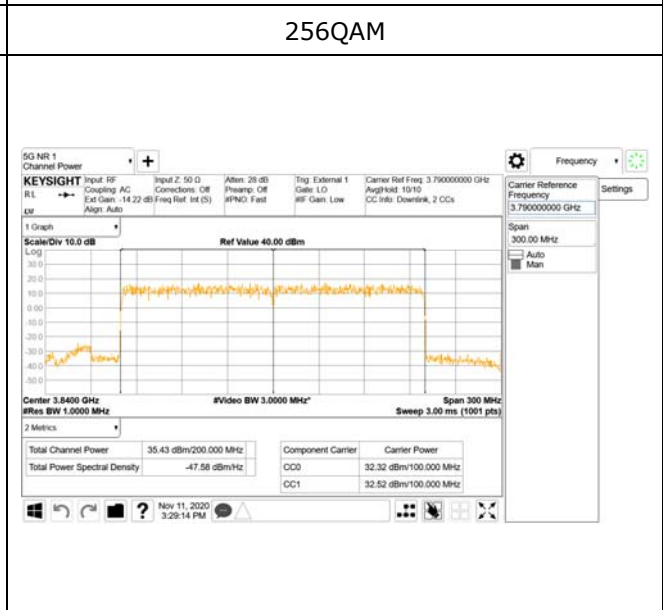 256QAM
5G NR 1
Channel Power
+
Frequency
KEYSIGHT Input: RF Input Z: 50 Ω Atten: 28 dB Trig: External 1 Carrier Ref Freq: 3.790000000 GHz
RL Coupling: AC Corrections: Off Preamp: Off Gate: LO Avg|Hold: 10/10
Ext Gain: -14.22 dB Freq Ref: Int (S) #PNO: Fast #IF Gain: Low CC Info: Downlink, 2 CCs
Align: Auto
Carrier Reference
Frequency
3.790000000 GHz
Settings
Span
300.00 MHz
Auto
Man
1 Graph
Scale/Div 10.0 dB Ref Value 40.00 dBm
Log
30.0
20.0
10.0
0.00
-10.0
-20.0
-30.0
-40.0
-50.0
Center 3.8400 GHz #Video BW 3.0000 MHz* Span 300 MHz
#Res BW 1.0000 MHz Sweep 3.00 ms (1001 pts)
2 Metrics
Total Channel Power 35.43 dBm/200.000 MHz Component Carrier Carrier Power
Total Power Spectral Density -47.58 dBm/Hz CC0 32.32 dBm/100.000 MHz
CC1 32.52 dBm/100.000 MHz
? Nov 11, 2020
3:29:14 PM